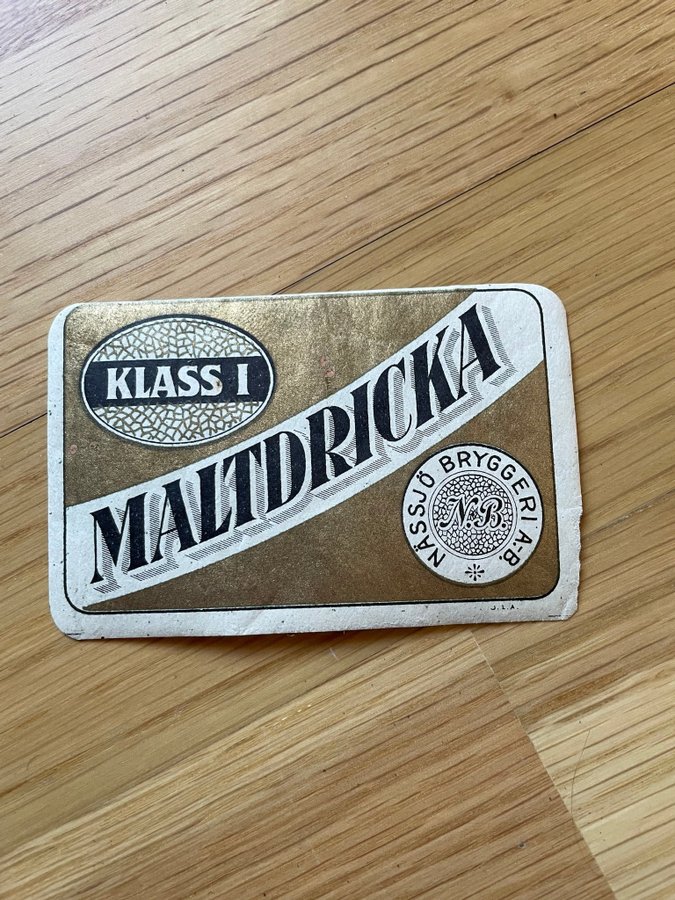 KLASS I
MALTDRICKA
NÄSSJÖ BRYGGERI A-B.
N.B.